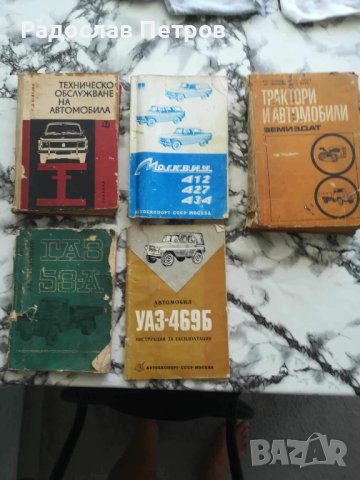 Радослав Петров
ТЕХНИЧЕСКО
ОБСЛУЖВАНЕ
НА
АВТОМОБИЛА
Москвич
412
427
434
АВТОЭКСПОРТ СССР МОСКВА
ТРАКТОРИ
И АВТОМОБИЛИ
ЗЕМИЗДАТ
ГАЗ
53-А
АВТОМОБИЛ
УАЗ-469Б
ИНСТРУКЦИЯ ЗА ЕКСПЛОАТАЦИЯ
АВТОЭКСПОРТ СССР МОСКВА
BAZAR